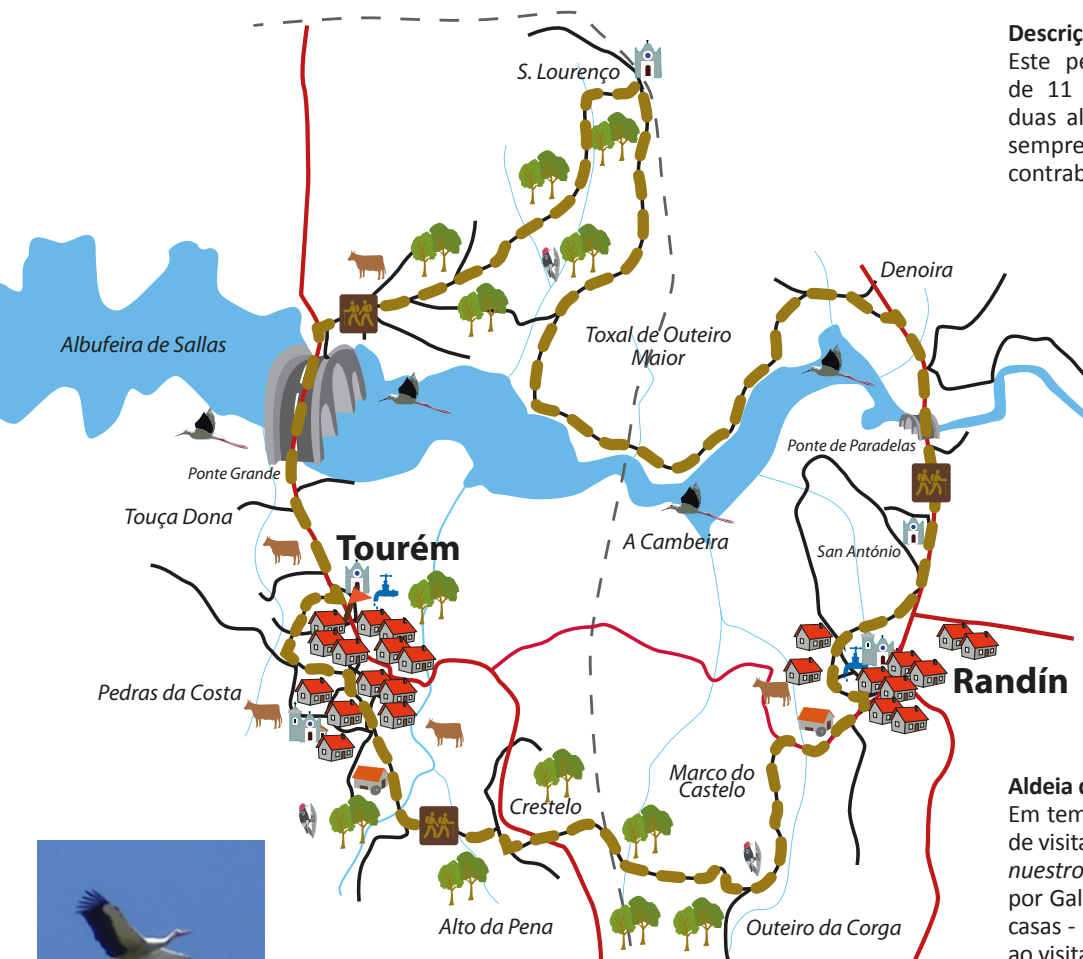 Descriç
Este pe
de 11
duas al
sempre
contrab
S. Lourenço
Denoira
Albufeira de Sallas
Toxal de Outeiro
Maior
Ponte de Paradelas
Ponte Grande
Touça Dona
A Cambeira
San António
Tourém
Randín
Pedras da Costa
Marco do
Castelo
Crestelo
Alto da Pena
Outeiro da Corga
Aldeia d
Em tem
de visita
nuestro
por Gal
casas -
ao visita